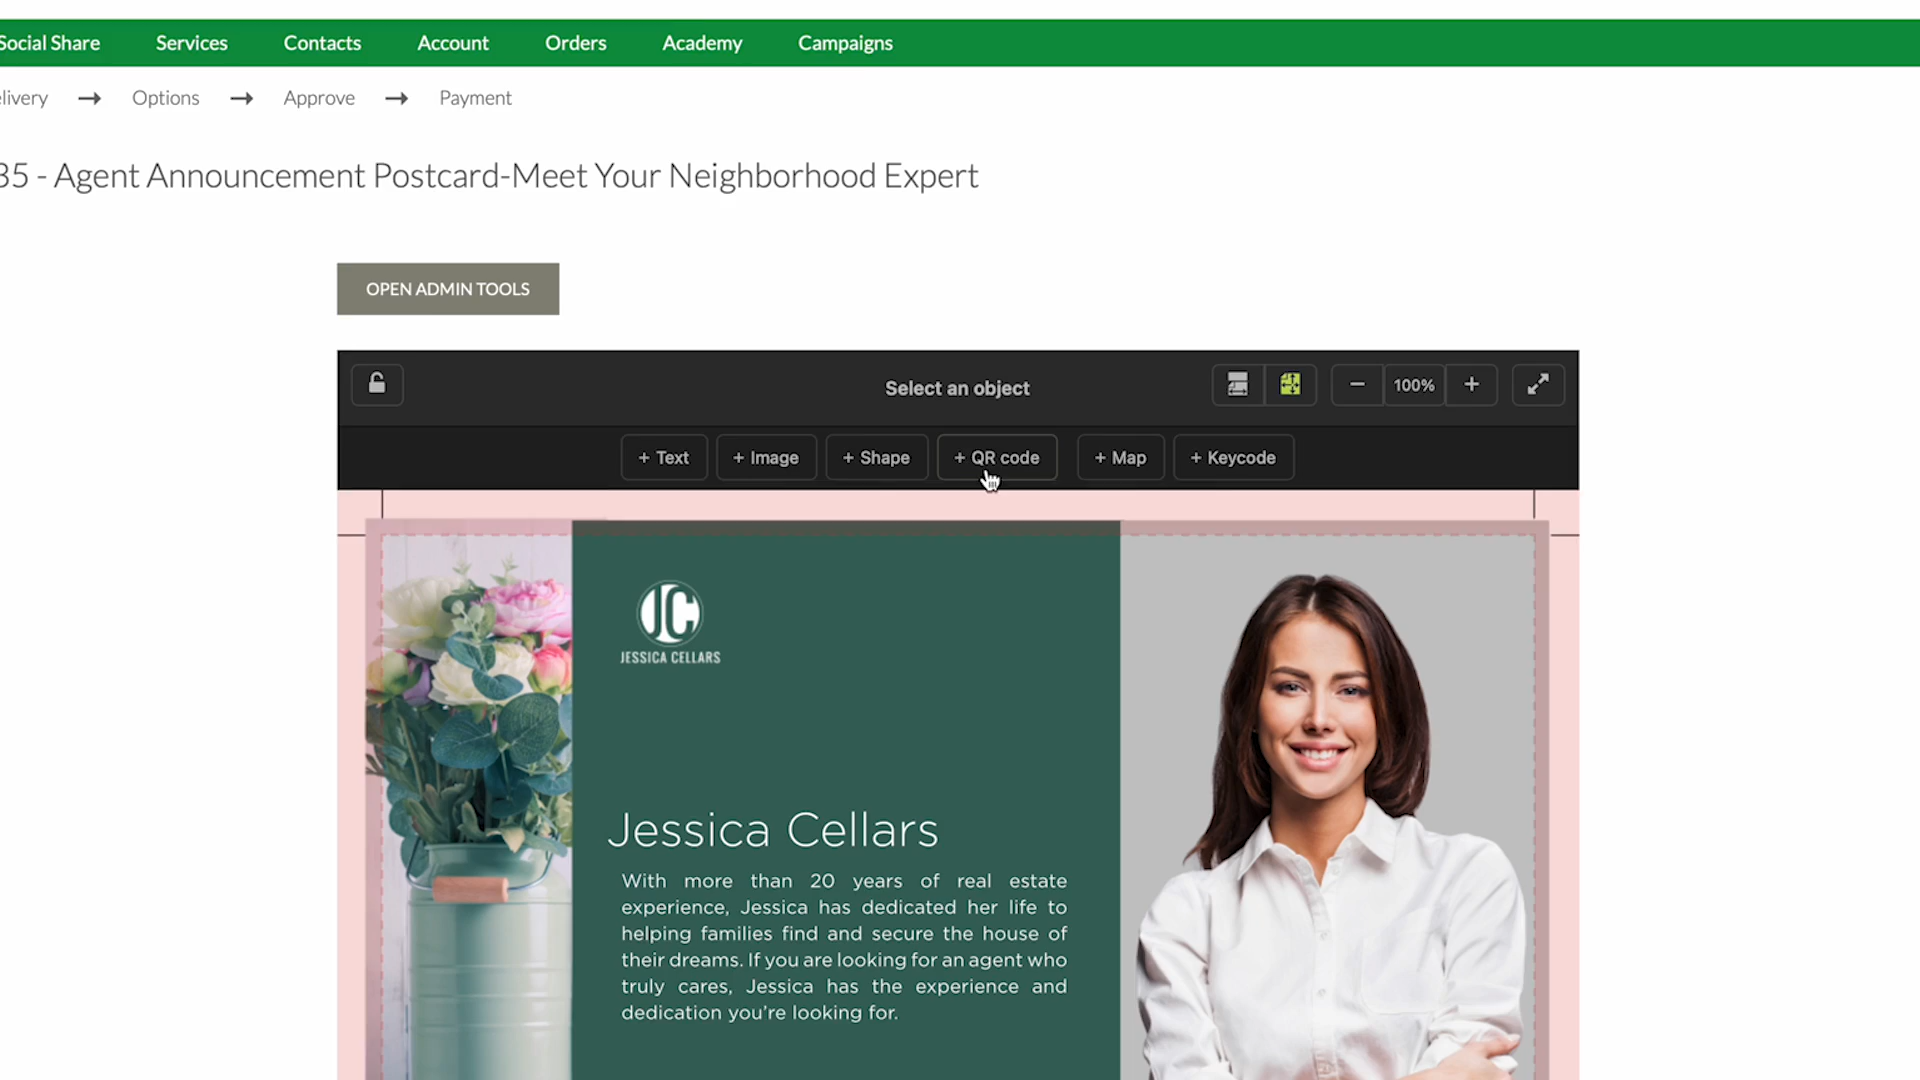 Social Share Services Contacts Account Orders Academy Campaigns
elivery → Options → Approve → Payment
35 - Agent Announcement Postcard-Meet Your Neighborhood Expert
OPEN ADMIN TOOLS
Select an object
100%
+ Text + Image + Shape + QR code + Map + Keycode
JC
JESSICA CELLARS
Jessica Cellars
With more than 20 years of real estate
experience, Jessica has dedicated her life to
helping families find and secure the house of
their dreams. If you are looking for an agent who
truly cares, Jessica has the experience and
dedication you're looking for.